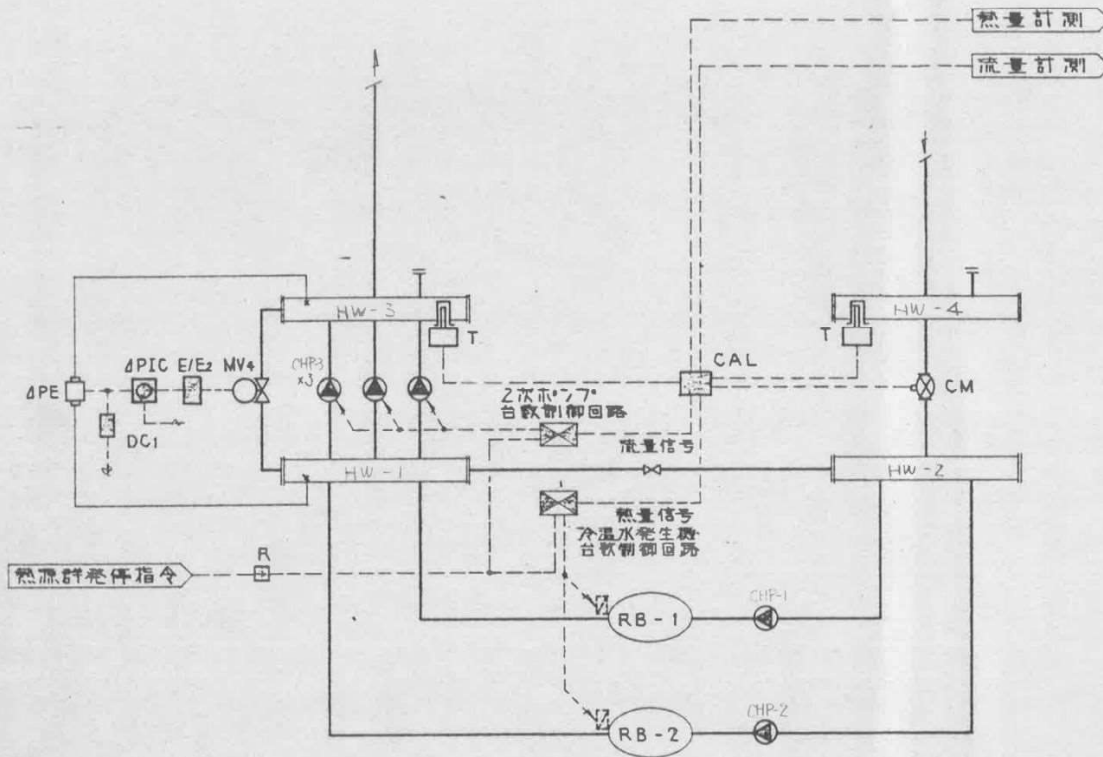 熱量計測
流量計測
HW-3
HW-4
T
T
ΔPIC E/E2 MV4
CHP-3
×3
CAL
ΔPE
CM
2次ポンプ
台数制御回路
DC1
流量信号
HW-1
HW-2
熱量信号
冷温水発生機
台数制御回路
R
熱源群発停指令
CHP-1
RB-1
CHP-2
RB-2